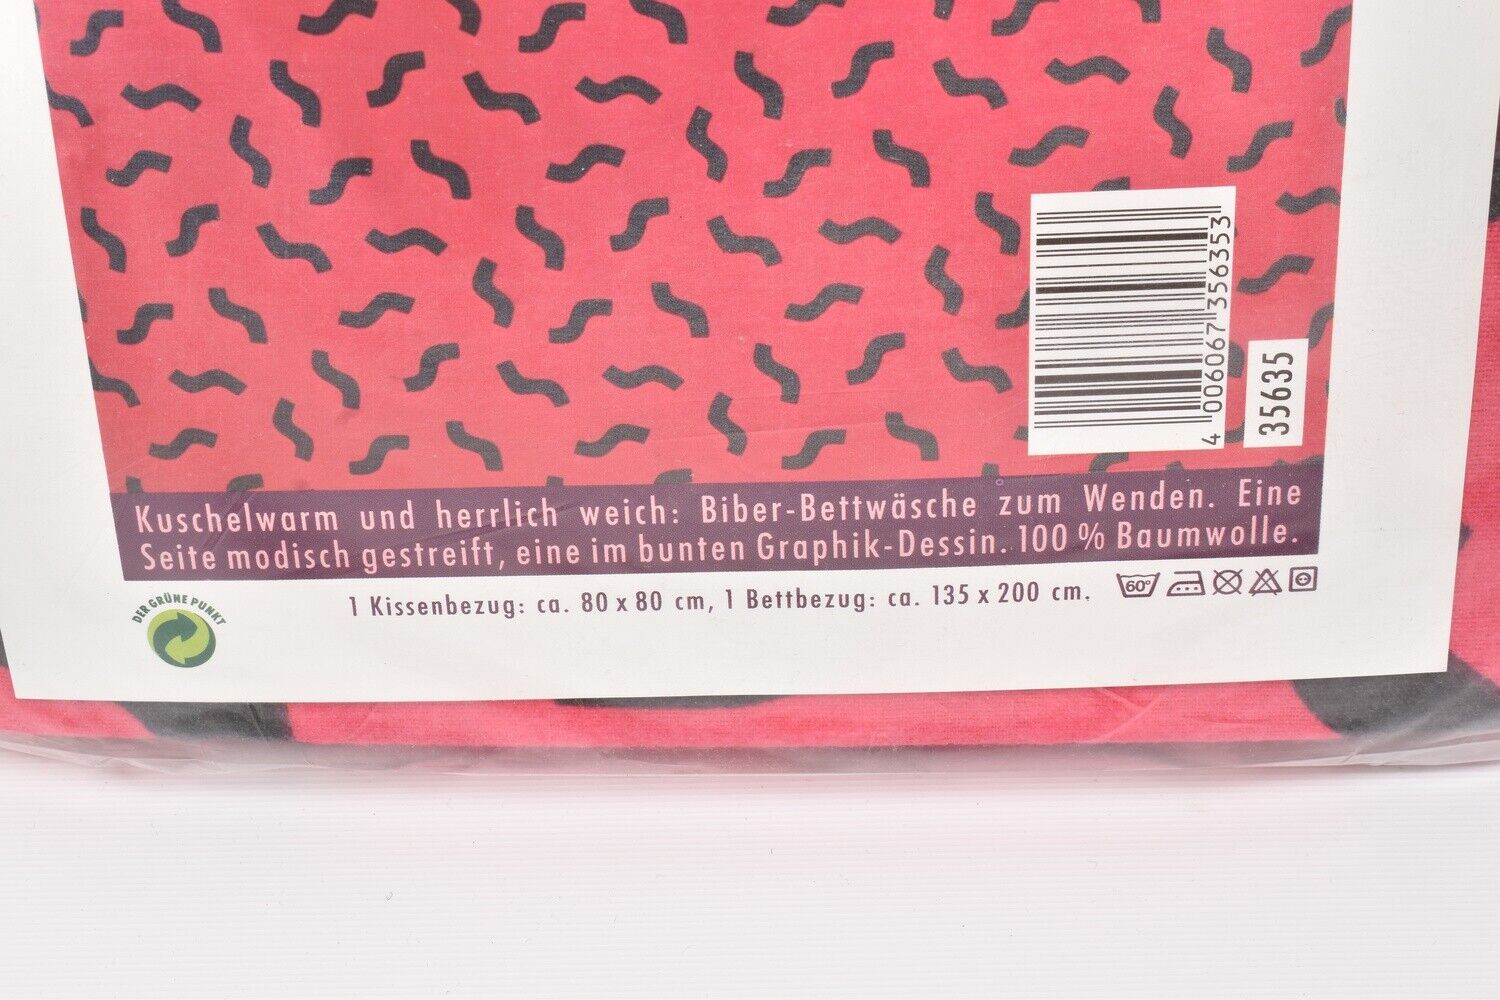 4 006067 356353
35635
Kuschelwarm und herrlich weich: Biber-Bettwäsche zum Wenden. Eine
Seite modisch gestreift, eine im bunten Graphik-Dessin. 100 % Baumwolle.
DER GRÜNE PUNKT
1 Kissenbezug: ca. 80 x 80 cm, 1 Bettbezug: ca. 135 x 200 cm.
60°